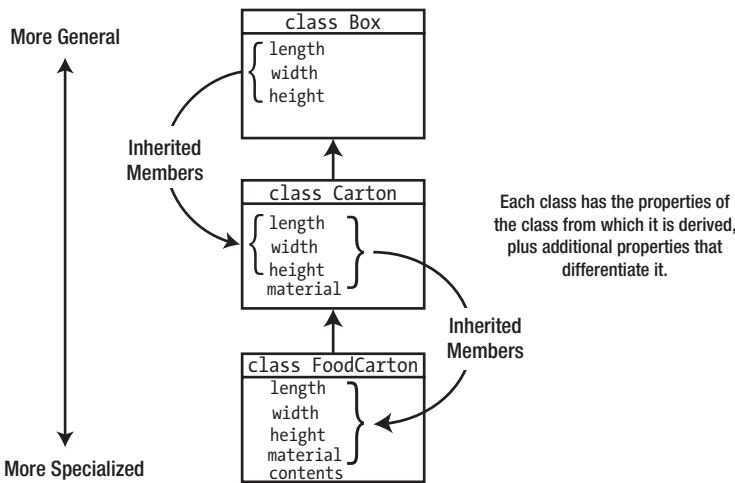 More General
class Box
length
width
height
Inherited
Members
class Carton
length
width
height
material
Each class has the properties of
the class from which it is derived,
plus additional properties that
differentiate it.
Inherited
Members
class FoodCarton
length
width
height
material
contents
More Specialized